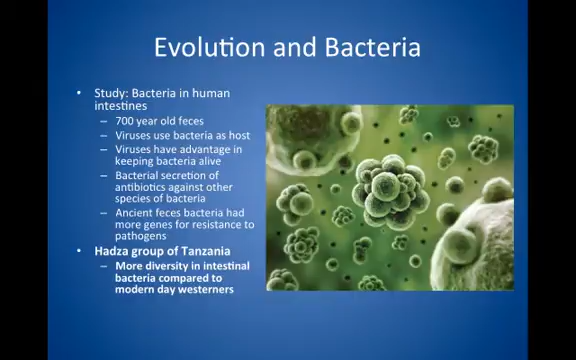 Evolution and Bacteria
• Study: Bacteria in human
intestines
– 700 year old feces
– Viruses use bacteria as host
– Viruses have advantage in
keeping bacteria alive
– Bacterial secretion of
antibiotics against other
species of bacteria
– Ancient feces bacteria had
more genes for resistance to
pathogens
• Hadza group of Tanzania
– More diversity in intestinal
bacteria compared to
modern day westerners